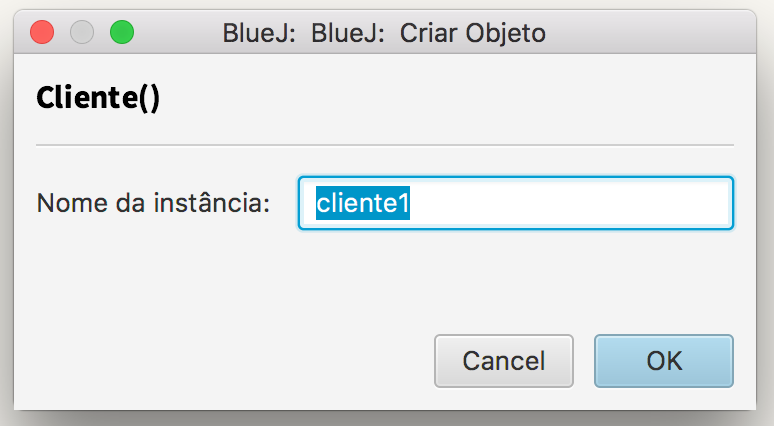 BlueJ:  BlueJ:  Criar Objeto
Cliente()
Nome da instância: cliente1
Cancel OK